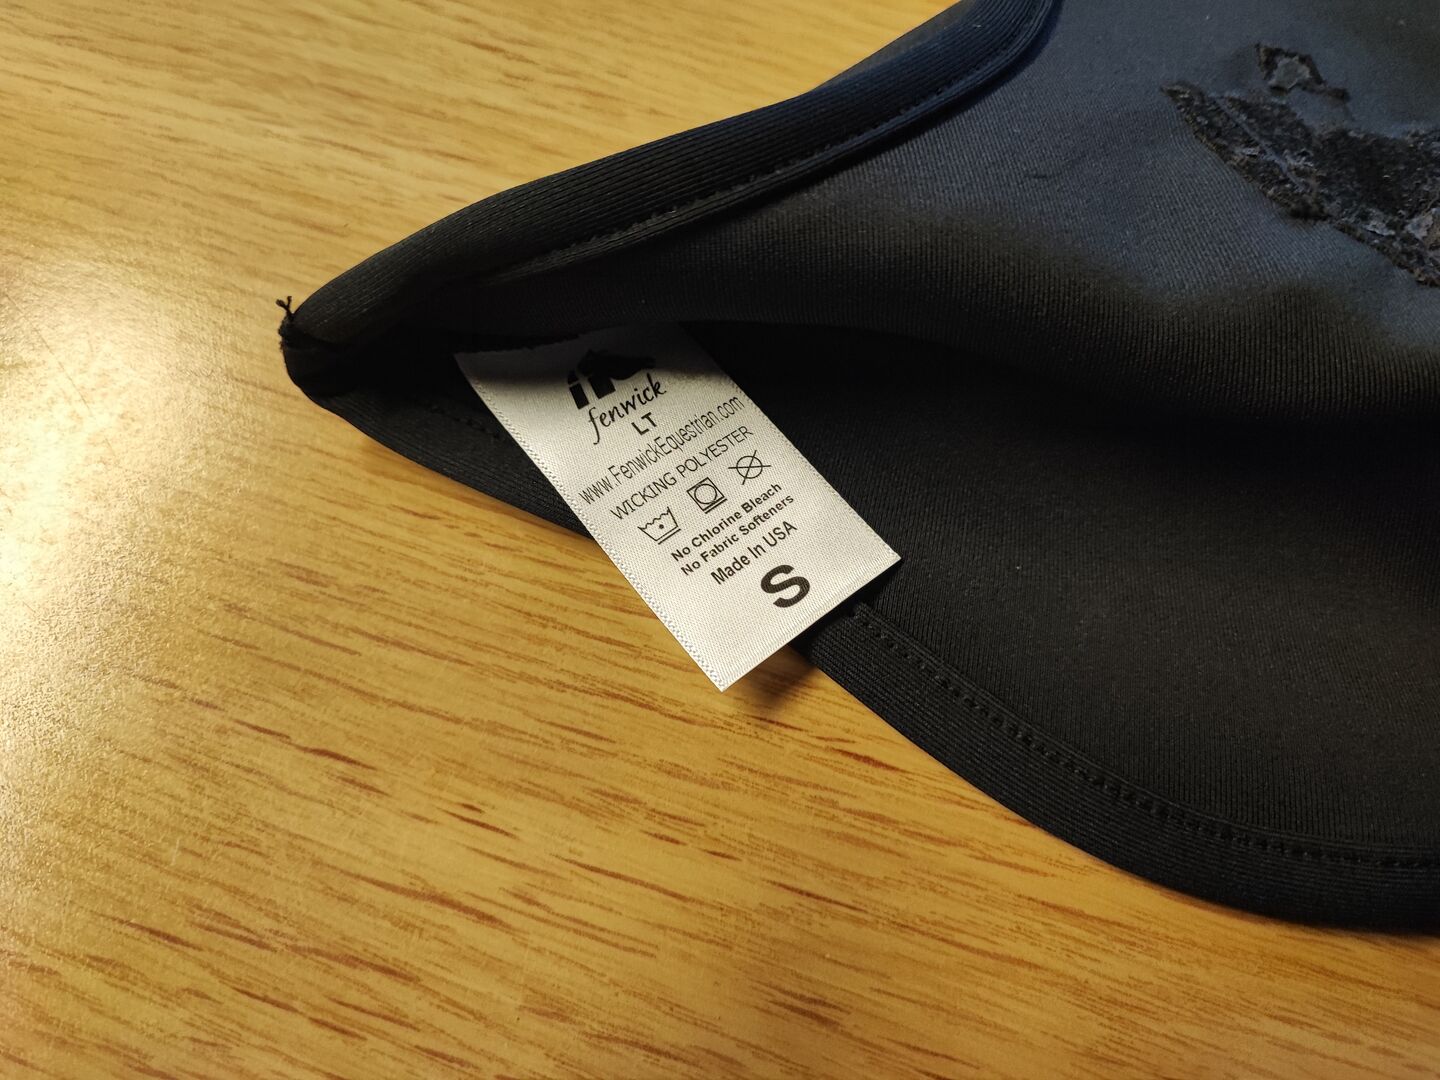 fenwick
LT
www.FenwickEquestrian.com
WICKING POLYESTER
No Chlorine Bleach
No Fabric Softeners
Made In USA
S